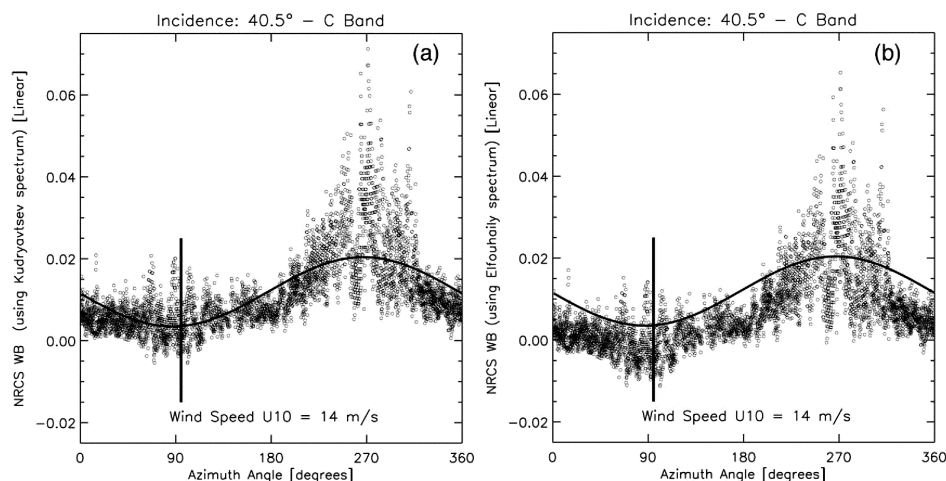 Incidence: 40.5° – C Band
(a)
NRCS WB (using Kudryavtsev spectrum) [Linear]
0.06
0.04
0.02
0.00
−0.02
Wind Speed U10 = 14 m/s
0
90
180
270
360
Azimuth Angle [degrees]
Incidence: 40.5° – C Band
(b)
NRCS WB (using Elfouhaily spectrum) [Linear]
0.06
0.04
0.02
0.00
−0.02
Wind Speed U10 = 14 m/s
0
90
180
270
360
Azimuth Angle [degrees]